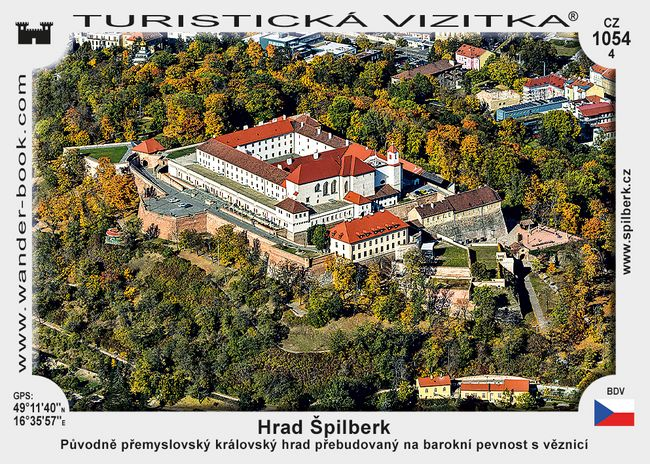 TURISTICKÁ VIZITKA®
CZ
1054
4
www.wander-book.com
www.spilberk.cz
GPS:
49°11'40"N
16°35'57"E
BDV
Hrad Špilberk
Původně přemyslovský královský hrad přebudovaný na barokní pevnost s věznicí